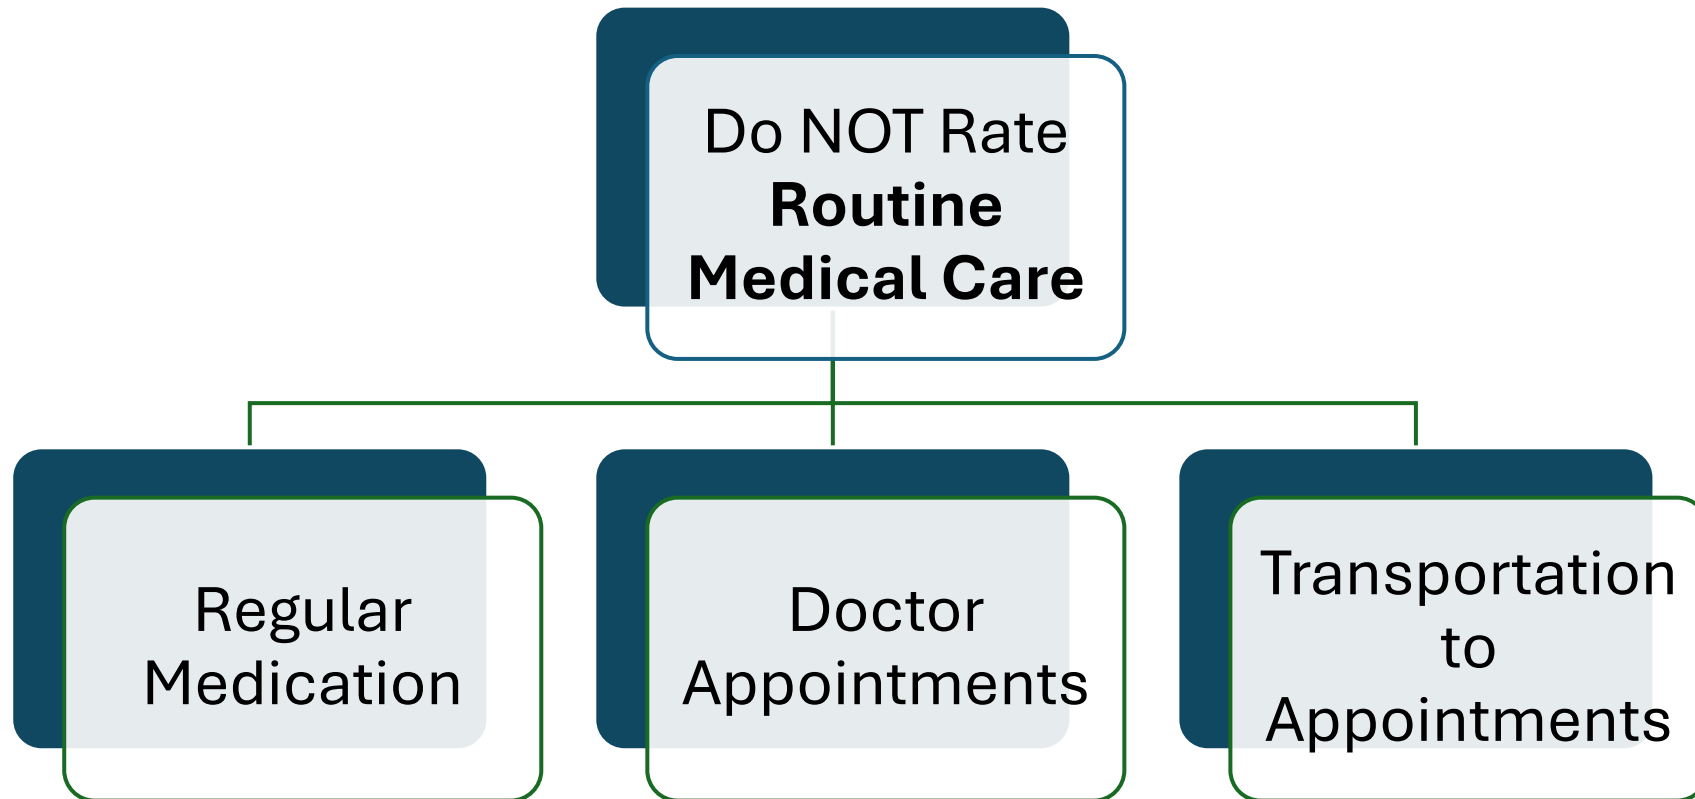 Do NOT Rate
Routine
Medical Care
Regular
Medication
Doctor
Appointments
Transportation
to
Appointments